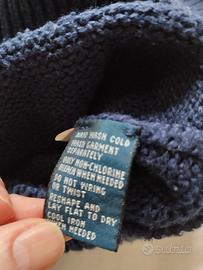 HAND WASH COLD
WASH GARMENT
SEPARATELY
ONLY NON-CHLORINE
BLEACH WHEN NEEDED
DO NOT WRING
OR TWIST
RESHAPE AND
LAY FLAT TO DRY
COOL IRON
WHEN NEEDED
Subito